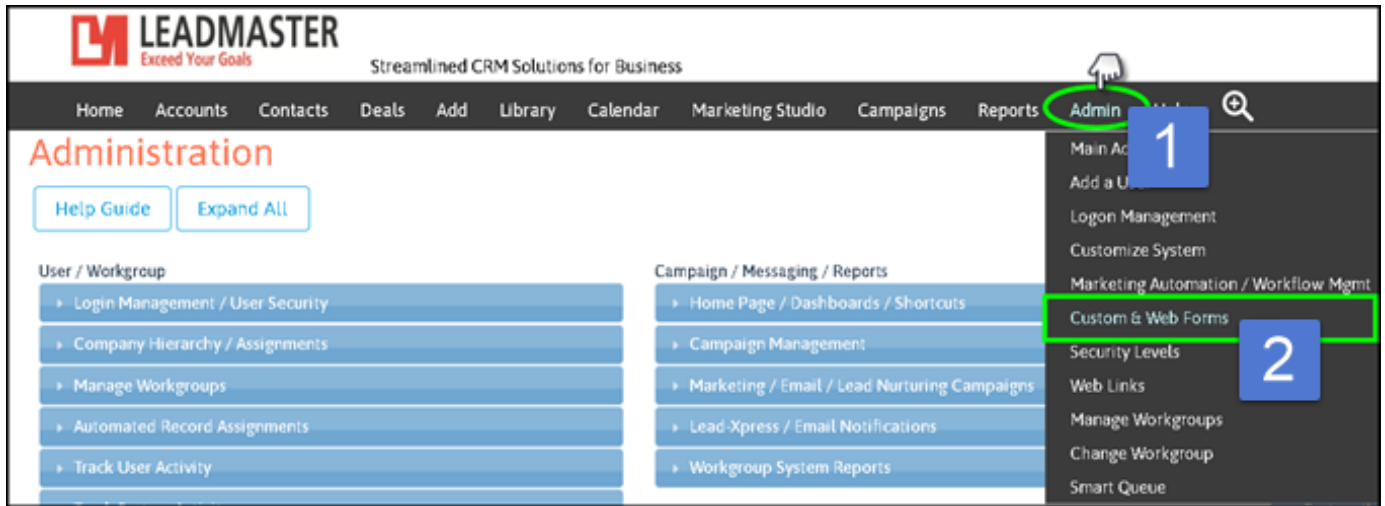 LEADMASTER
Exceed Your Goals
Streamlined CRM Solutions for Business
Home Accounts Contacts Deals Add Library Calendar Marketing Studio Campaigns Reports Admin
1
Administration
Main
Add a
Help Guide Expand All
Logon Management
Customize System
User / Workgroup Campaign / Messaging / Reports
Marketing Automation / Workflow Mgmt
Login Management / User Security Home Page / Dashboards / Shortcuts
Custom & Web Forms
Company Hierarchy / Assignments Campaign Management
Security Levels
2
Manage Workgroups Marketing / Email / Lead Nurturing Campaigns Web Links
Automated Record Assignments Lead-Xpress / Email Notifications Manage Workgroups
Change Workgroup
Track User Activity Workgroup System Reports
Smart Queue